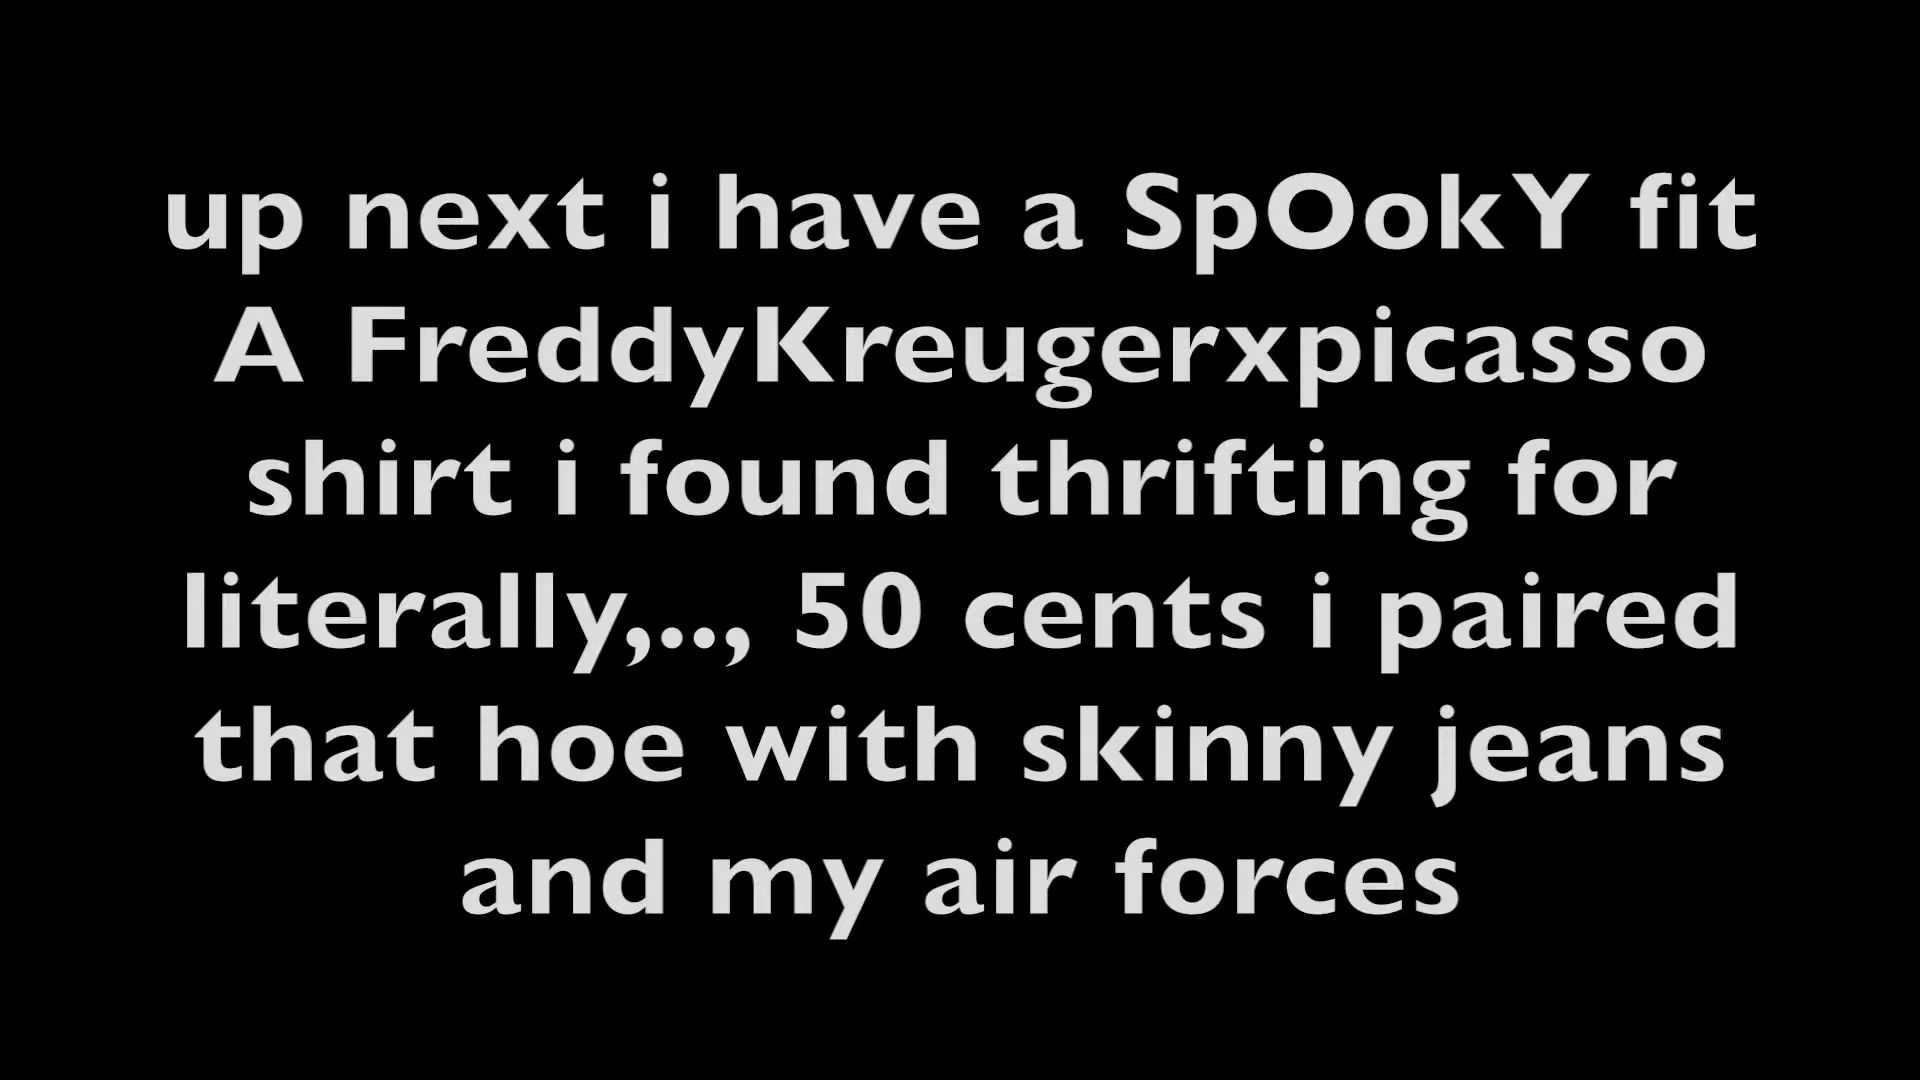 up next i have a SpOokY fit
A FreddyKreugerxpicasso
shirt i found thrifting for
literally,.., 50 cents i paired
that hoe with skinny jeans
and my air forces